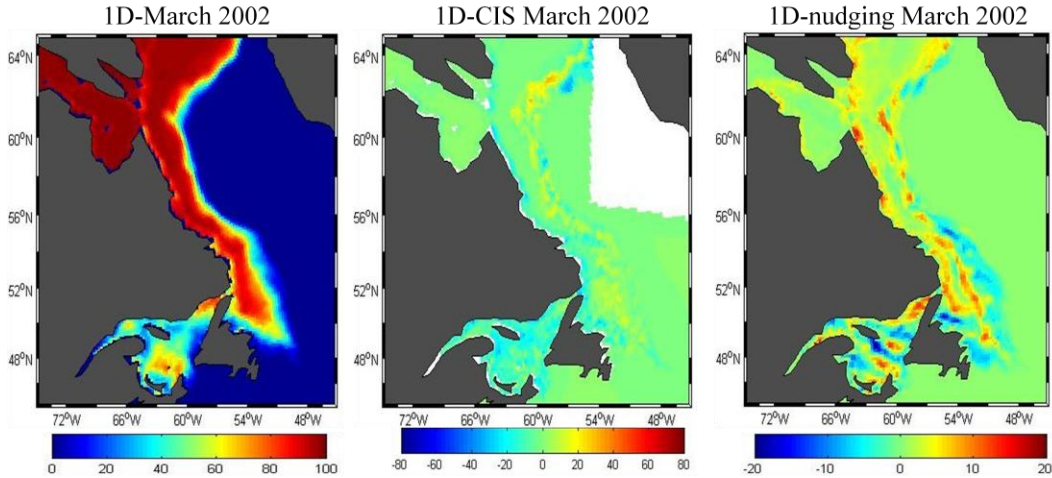 1D-March 2002
1D-CIS March 2002
1D-nudging March 2002
64°N
60°N
56°N
52°N
48°N
72°W 66°W 60°W 54°W 48°W
0 20 40 60 80 100
64°N
60°N
56°N
52°N
48°N
72°W 66°W 60°W 54°W 48°W
-80 -40 -20 0 20 40 60 80
64°N
60°N
56°N
52°N
48°N
72°W 66°W 60°W 54°W 48°W
-20 -10 0 10 20